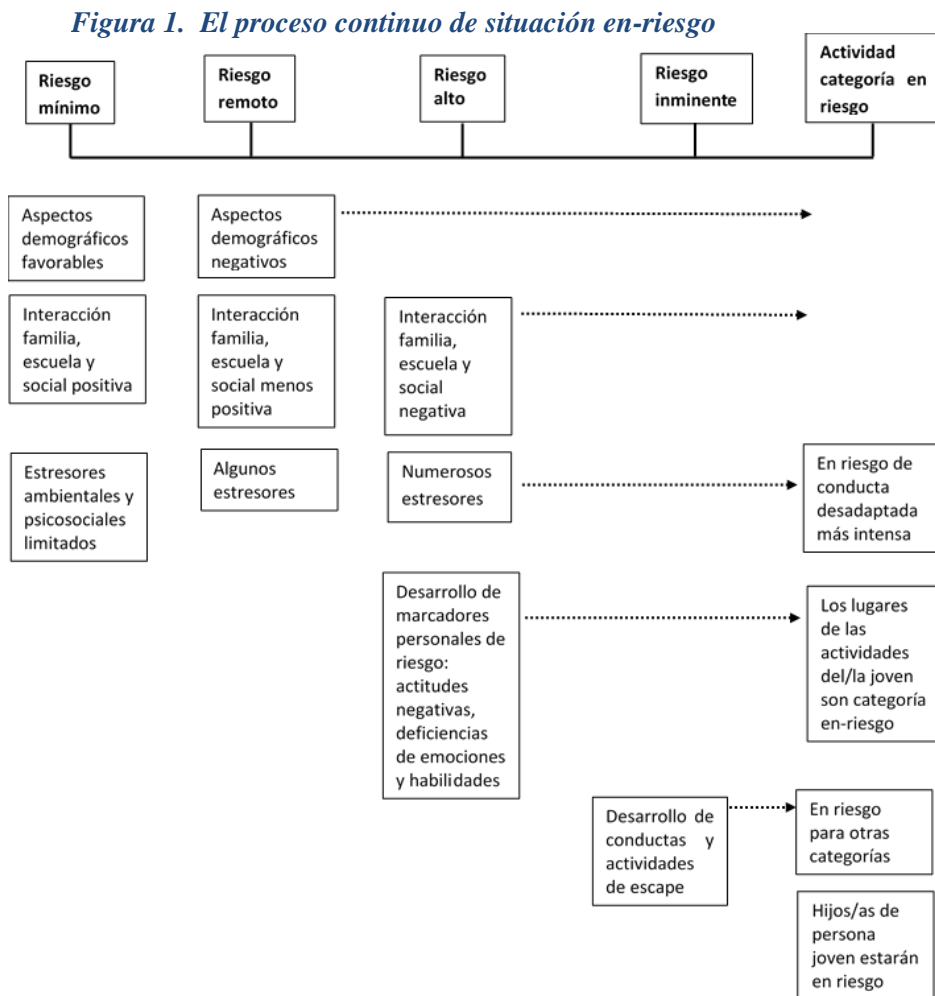 Figura 1. El proceso continuo de situación en-riesgo
Riesgo
mínimo
Riesgo
remoto
Riesgo
alto
Riesgo
inminente
Actividad
categoría en
riesgo
Aspectos
demográficos
favorables
Aspectos
demográficos
negativos
Interacción
familia,
escuela y
social positiva
Interacción
familia,
escuela y
social menos
positiva
Interacción
familia,
escuela y
social
negativa
Estresores
ambientales y
psicosociales
limitados
Algunos
estresores
Numerosos
estresores
En riesgo de
conducta
desadaptada
más intensa
Desarrollo de
marcadores
personales de
riesgo:
actitudes
negativas,
deficiencias
de emociones
y habilidades
Los lugares
de las
actividades
del/la joven
son categoría
en-riesgo
Desarrollo de
conductas y
actividades
de escape
En riesgo
para otras
categorías
Hijos/as de
persona
joven estarán
en riesgo